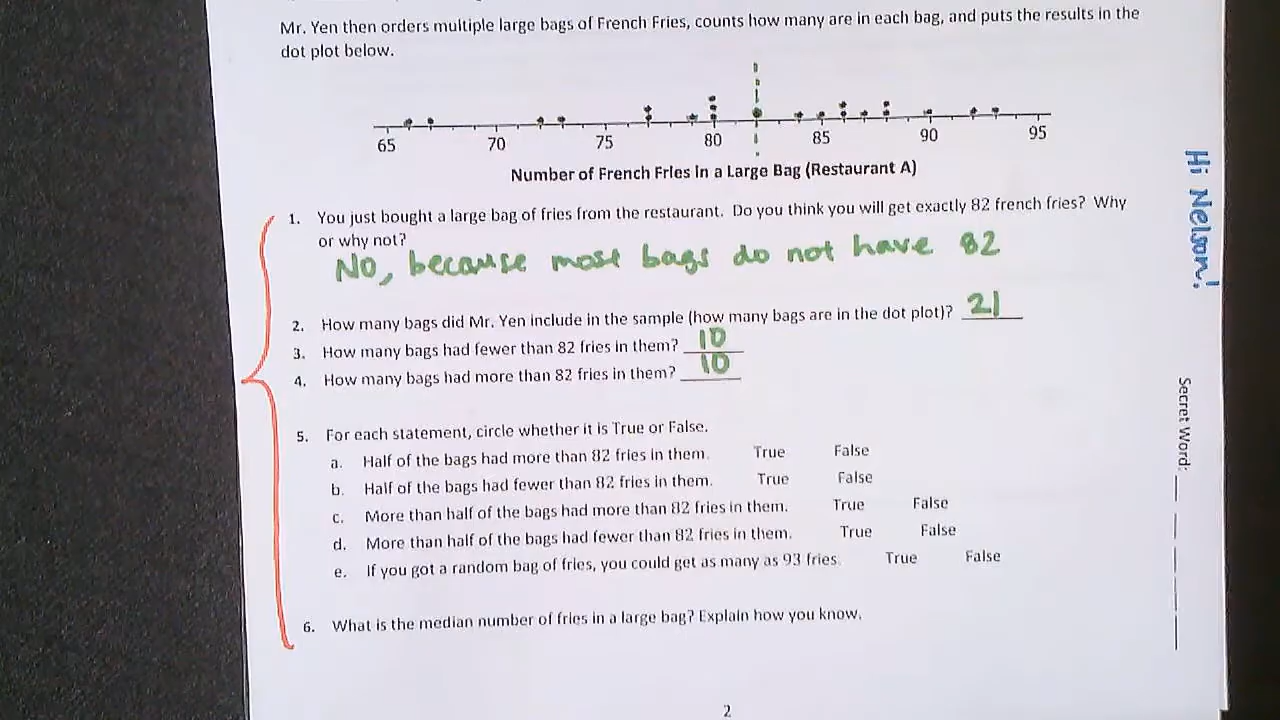 Mr. Yen then orders multiple large bags of French Fries, counts how many are in each bag, and puts the results in the
dot plot below.
65 70 75 80 85 90 95
Number of French Fries in a Large Bag (Restaurant A)
1. You just bought a large bag of fries from the restaurant. Do you think you will get exactly 82 french fries? Why
or why not?
No, because most bags do not have 82
2. How many bags did Mr. Yen include in the sample (how many bags are in the dot plot)? 21
3. How many bags had fewer than 82 fries in them? 10
4. How many bags had more than 82 fries in them? 10
5. For each statement, circle whether it is True or False.
a. Half of the bags had more than 82 fries in them. True False
b. Half of the bags had fewer than 82 fries in them. True False
c. More than half of the bags had more than 82 fries in them. True False
d. More than half of the bags had fewer than 82 fries in them. True False
e. If you got a random bag of fries, you could get as many as 93 fries. True False
6. What is the median number of fries in a large bag? Explain how you know.
2
Hi Nelson!
Secret Word: